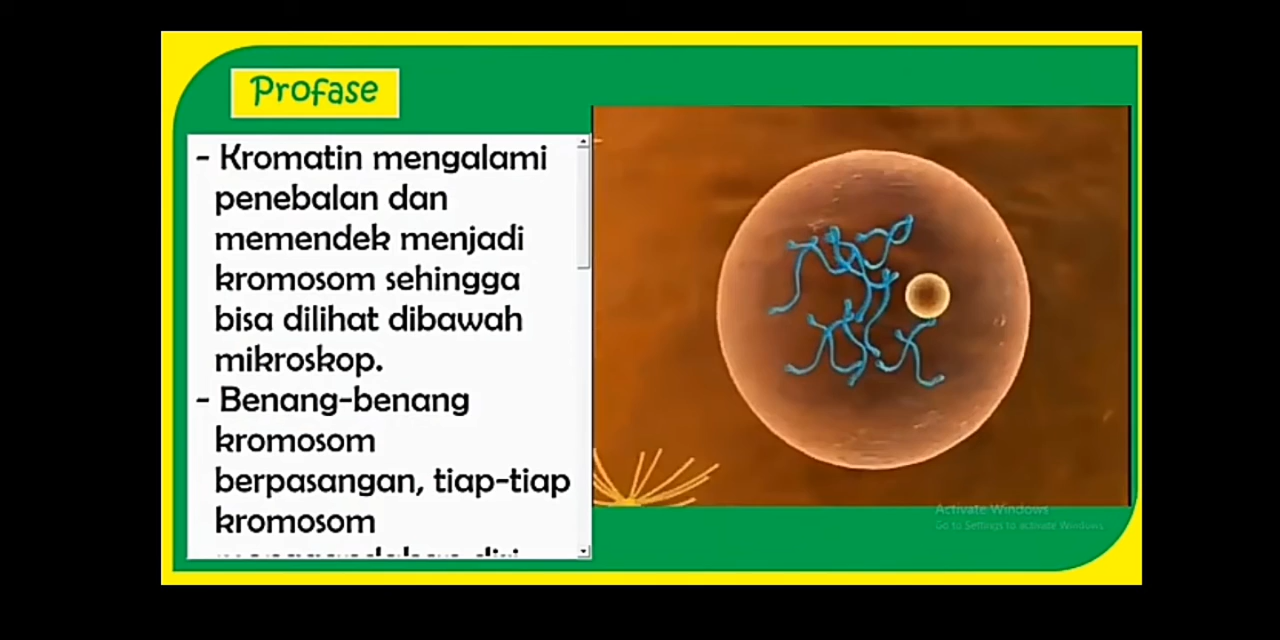 Profase
- Kromatin mengalami
penebalan dan
memendek menjadi
kromosom sehingga
bisa dilihat dibawah
mikroskop.
- Benang-benang
kromosom
berpasangan, tiap-tiap
kromosom
Activate Windows
Go to Settings to activate Windows.